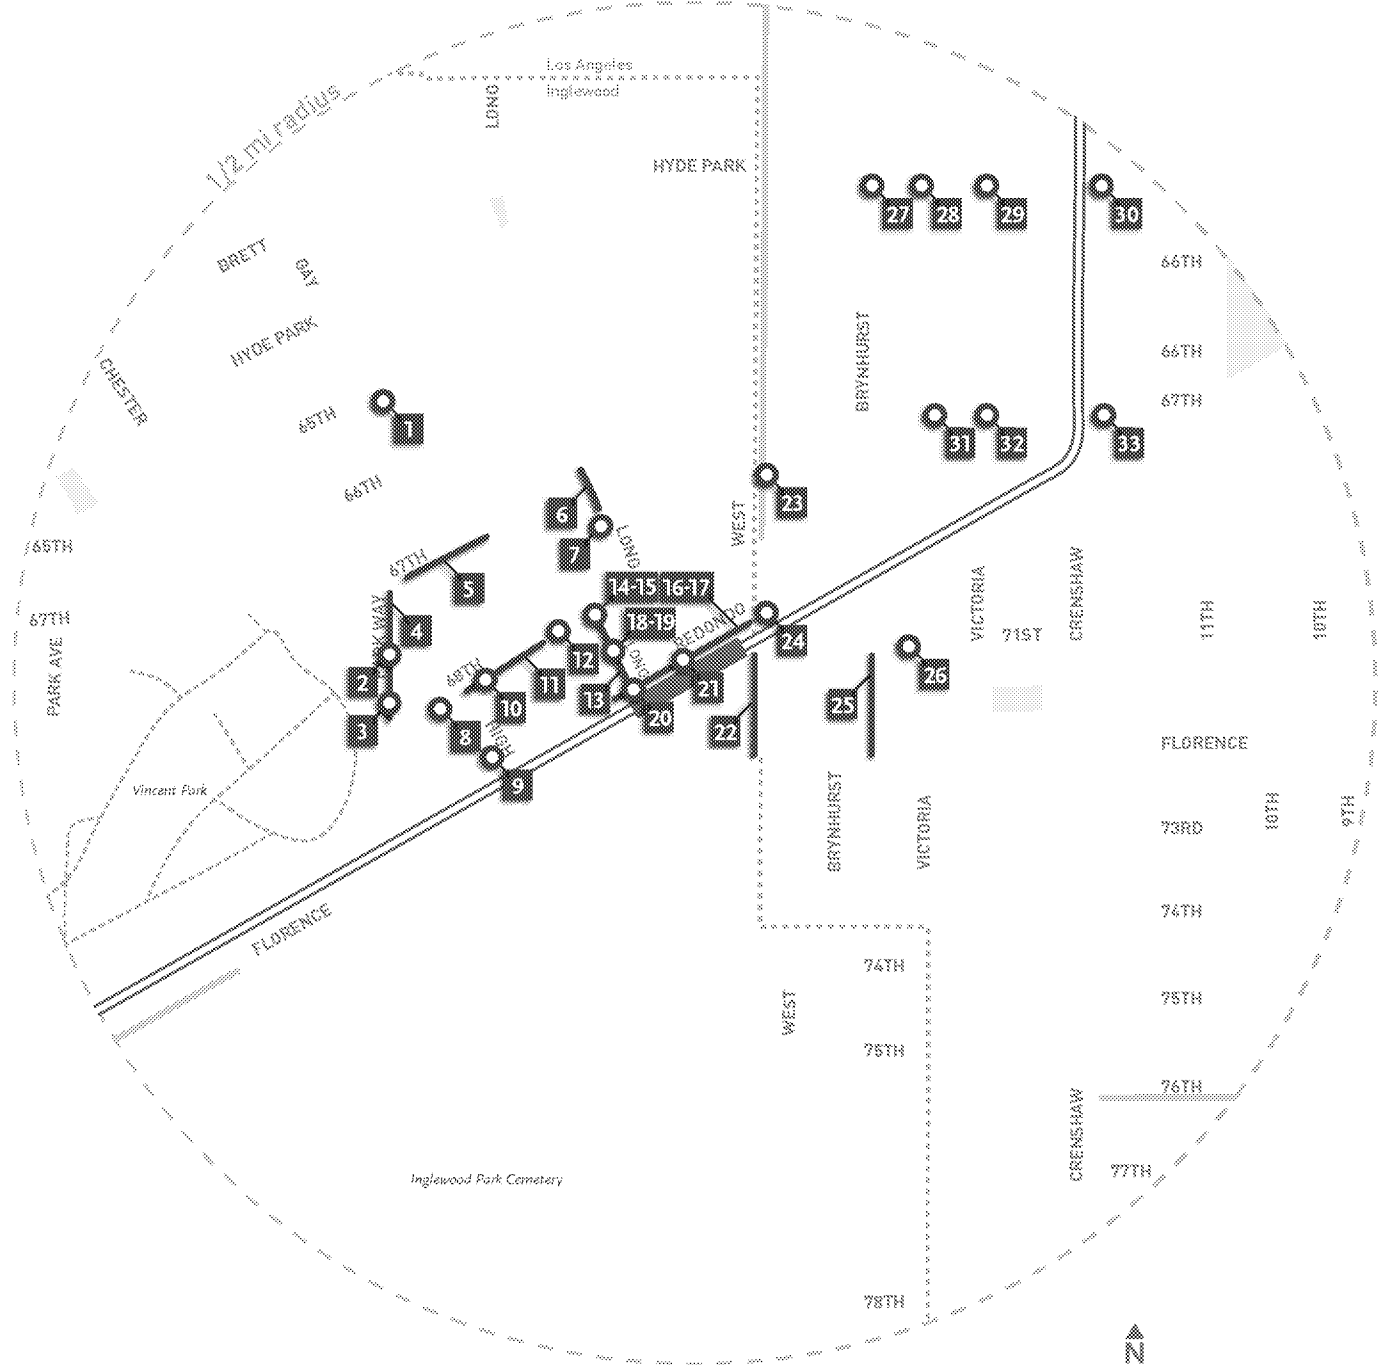 Los Angeles
Inglewood
LONG
1/2 mi radius
HYDE PARK
27
28
29
30
BRETT
GAY
66TH
HYDE PARK
BRYNHURST
66TH
CHESTER
67TH
65TH
1
31
32
33
66TH
23
6
WEST
65TH
7
LONG
67TH
5
14-15
16-17
VICTORIA
CRENSHAW
11TH
10TH
67TH
4
18-19
REDONDO
71ST
24
PARK AVE
WAY
12
68TH
2
11
13
21
26
10
20
25
3
8
HIGH
22
FLORENCE
9
Vincent Park
BRYNHURST
VICTORIA
73RD
10TH
9TH
FLORENCE
74TH
74TH
WEST
75TH
75TH
76TH
CRENSHAW
77TH
Inglewood Park Cemetery
78TH
N